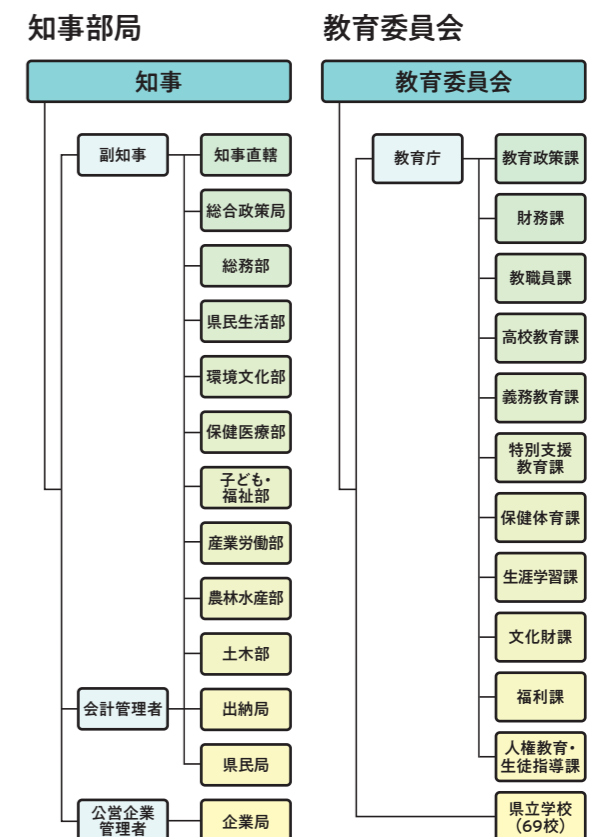 知事部局
知事
副知事
知事直轄
総合政策局
総務部
県民生活部
環境文化部
保健医療部
子ども・
福祉部
産業労働部
農林水産部
土木部
会計管理者
出納局
県民局
公営企業
管理者
企業局
教育委員会
教育委員会
教育庁
教育政策課
財務課
教職員課
高校教育課
義務教育課
特別支援
教育課
保健体育課
生涯学習課
文化財課
福利課
人権教育・
生徒指導課
県立学校
（69校）